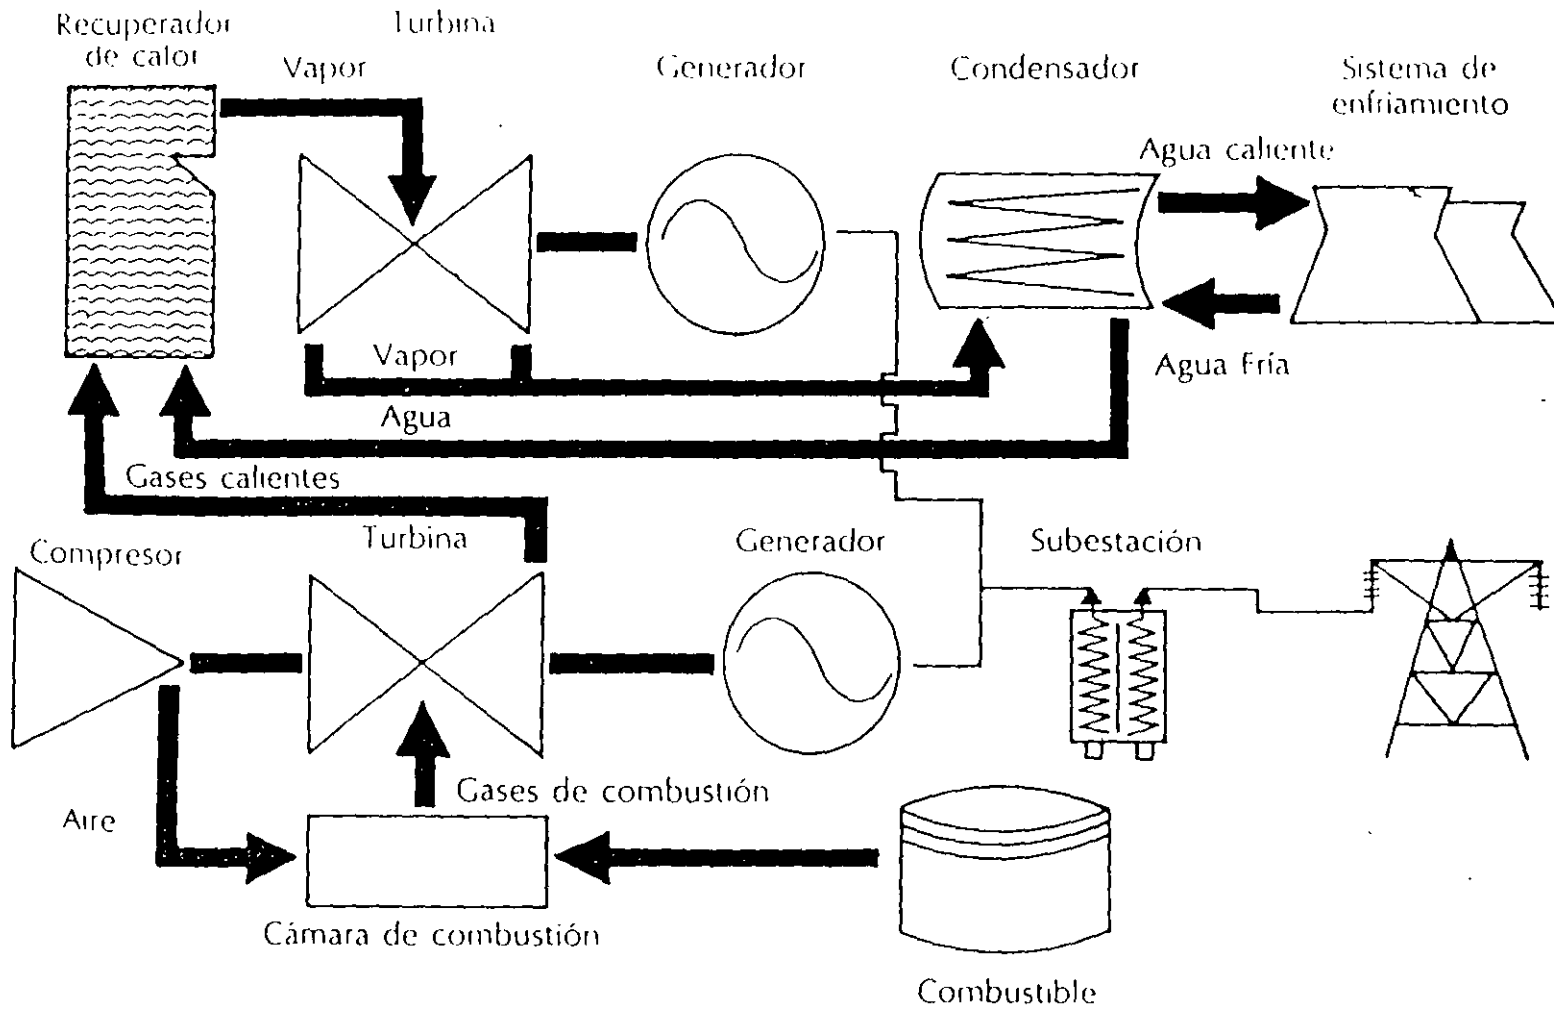 Recuperador
de calor
Turbina
Vapor
Generador
Condensador
Sistema de
enfriamiento
Agua caliente
Vapor
Agua Fría
Agua
Gases calientes
Compresor
Turbina
Generador
Subestación
Gases de combustión
Aire
Cámara de combustión
Combustible